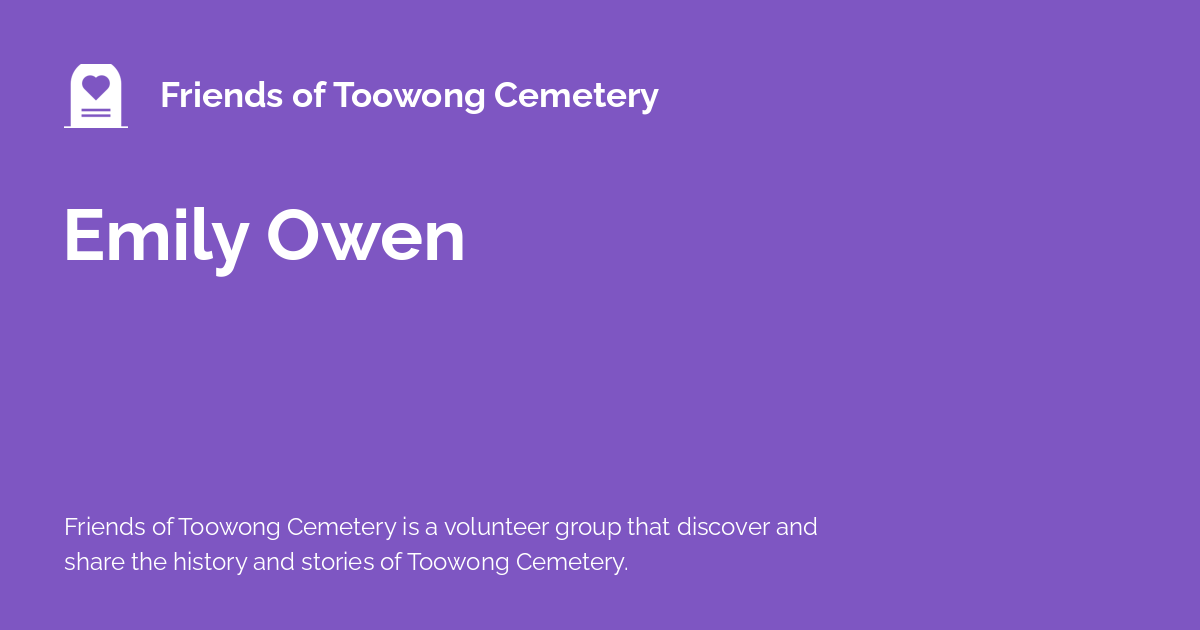 Friends of Toowong Cemetery
Emily Owen
Friends of Toowong Cemetery is a volunteer group that discover and
share the history and stories of Toowong Cemetery.